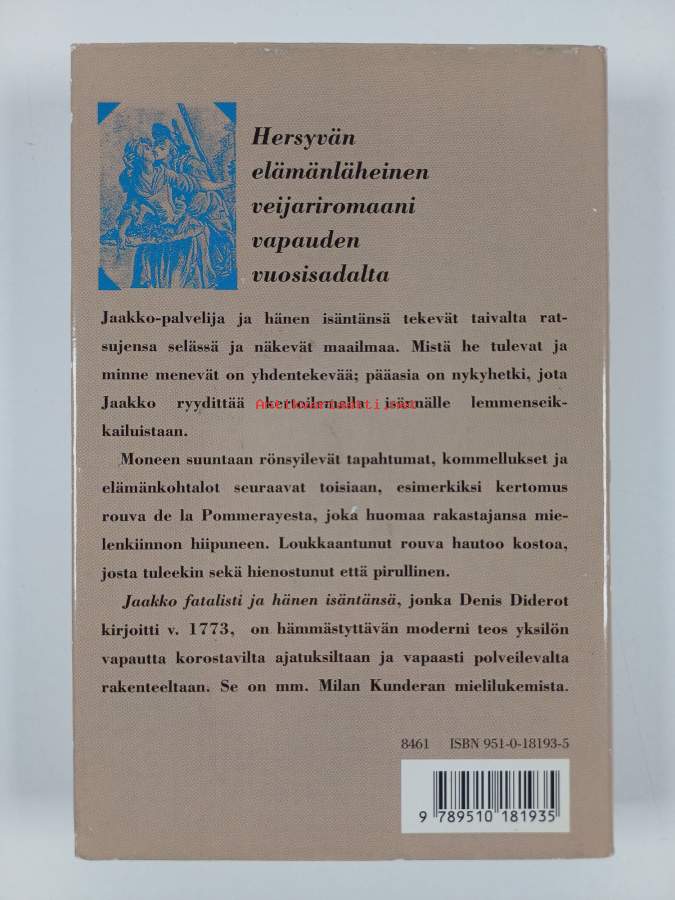 Hersyvän
elämänläheinen
veijariromaani
vapauden
vuosisadalta
Jaakko-palvelija ja hänen isäntänsä tekevät taivalta rat-
sujensa selässä ja näkevät maailmaa. Mistä he tulevat ja
minne menevät on yhdentekevää; pääasia on nykyhetki, jota
Jaakko ryydittää kertoilemalla isännälle lemmenseik-
Antikvariaatti.net
kailuistaan.
Moneen suuntaan rönsyilevät tapahtumat, kommellukset ja
elämänkohtalot seuraavat toisiaan, esimerkiksi kertomus
rouva de la Pommerayesta, joka huomaa rakastajansa mie-
lenkiinnon hiipuneen. Loukkaantunut rouva hautoo kostoa,
josta tuleekin sekä hienostunut että pirullinen.
Jaakko fatalisti ja hänen isäntänsä, jonka Denis Diderot
kirjoitti v. 1773, on hämmästyttävän moderni teos yksilön
vapautta korostavilta ajatuksiltaan ja vapaasti polveilevalta
rakenteeltaan. Se on mm. Milan Kunderan mielilukemista.
8461 ISBN 951-0-18193-5
9 789510 181935